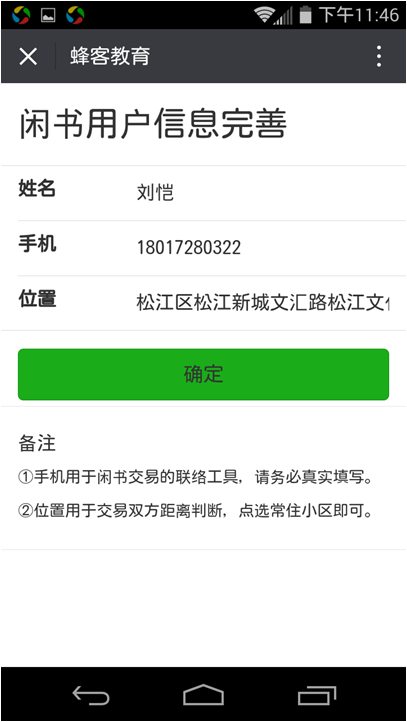 下午11:46
蜂客教育
闲书用户信息完善
姓名 刘恺
手机 18017280322
位置 松江区松江新城文汇路松江文
确定
备注
①手机用于闲书交易的联络工具，请务必真实填写。
②位置用于交易双方距离判断，点选常住小区即可。